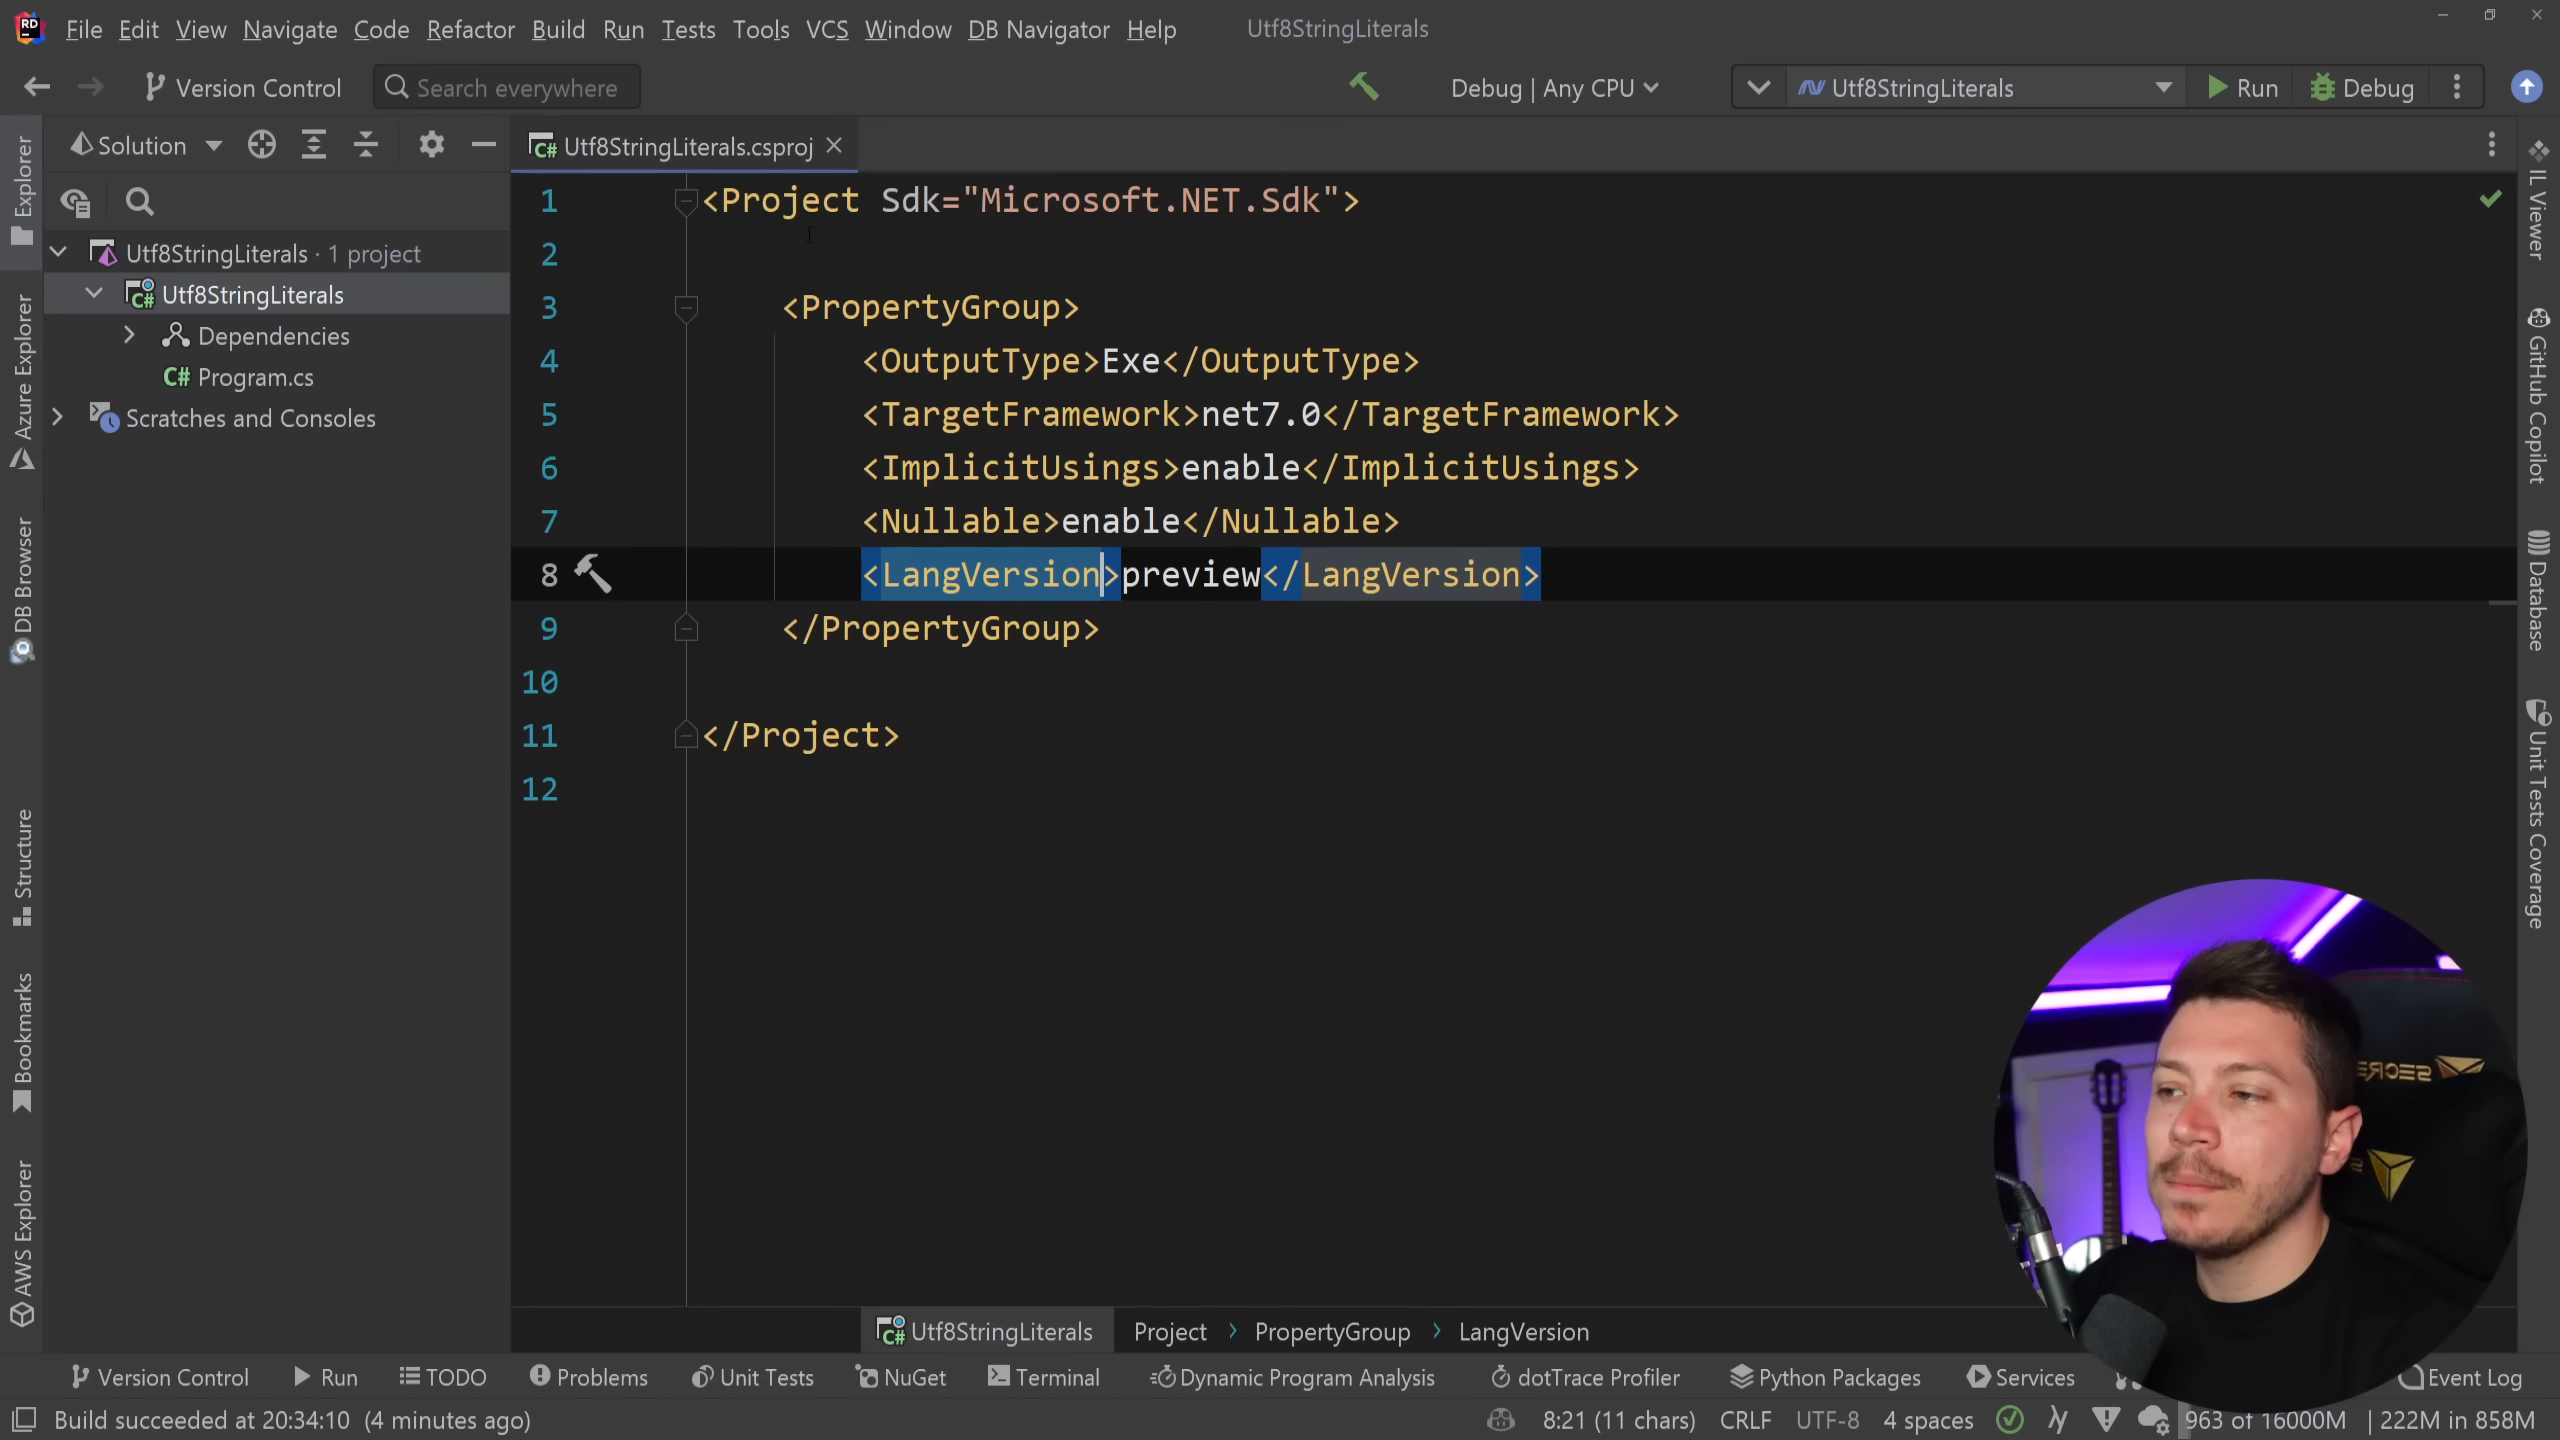 File Edit View Navigate Code Refactor Build Run Tests Tools VCS Window DB Navigator Help Utf8StringLiterals
Version Control Search everywhere Debug | Any CPU Utf8StringLiterals Run Debug
Solution
Utf8StringLiterals.csproj
Utf8StringLiterals · 1 project
Utf8StringLiterals
Dependencies
C# Program.cs
Scratches and Consoles
1 <Project Sdk="Microsoft.NET.Sdk">
2
3 <PropertyGroup>
4 <OutputType>Exe</OutputType>
5 <TargetFramework>net7.0</TargetFramework>
6 <ImplicitUsings>enable</ImplicitUsings>
7 <Nullable>enable</Nullable>
8 <LangVersion>preview</LangVersion>
9 </PropertyGroup>
10
11 </Project>
12
Explorer
Azure Explorer
DB Browser
Structure
Bookmarks
AWS Explorer
IL Viewer
GitHub Copilot
Database
Unit Tests Coverage
Utf8StringLiterals Project > PropertyGroup > LangVersion
Version Control Run TODO Problems Unit Tests NuGet Terminal Dynamic Program Analysis dotTrace Profiler Python Packages Services Event Log
Build succeeded at 20:34:10 (4 minutes ago) 8:21 (11 chars) CRLF UTF-8 4 spaces 963 of 16000M | 222M in 858M